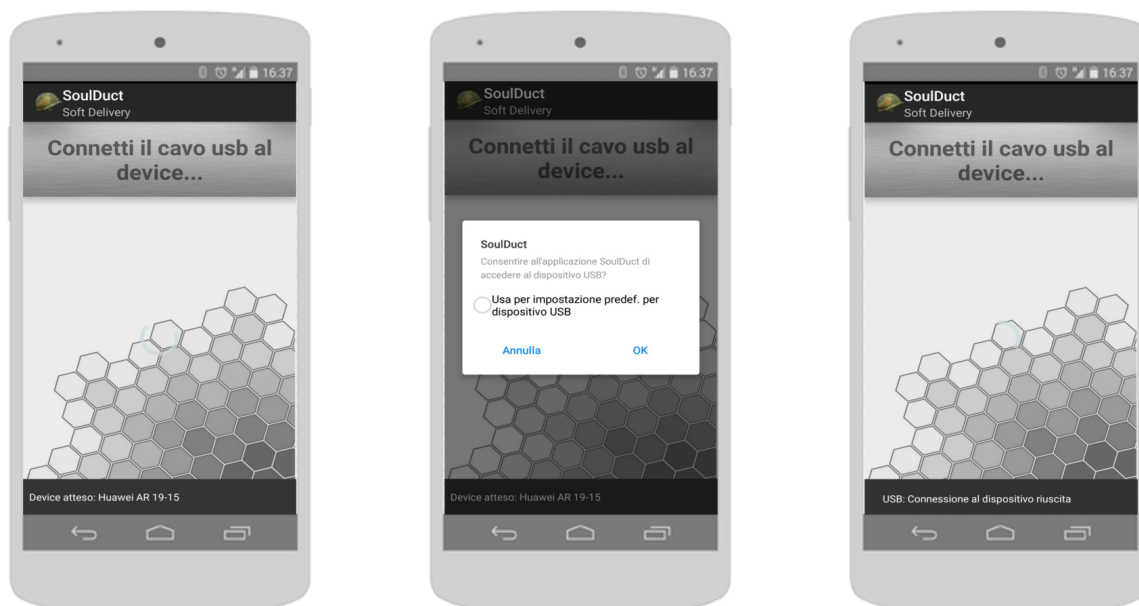 16:37
SoulDuct
Soft Delivery
Connetti il cavo usb al
device...
Device atteso: Huawei AR 19-15
16:37
SoulDuct
Soft Delivery
Connetti il cavo usb al
device...
SoulDuct
Consentire all'applicazione SoulDuct di
accedere al dispositivo USB?
Usa per impostazione predef. per
dispositivo USB
Annulla OK
Device atteso: Huawei AR 19-15
16:37
SoulDuct
Soft Delivery
Connetti il cavo usb al
device...
USB: Connessione al dispositivo riuscita